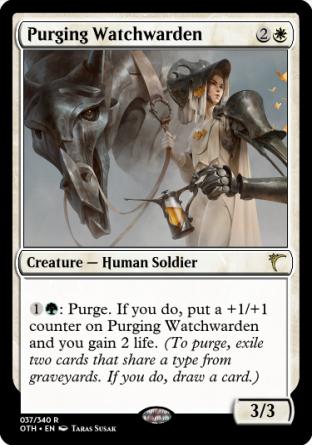 Purging Watchwarden 2
Creature — Human Soldier
1: Purge. If you do, put a +1/+1
counter on Purging Watchwarden
and you gain 2 life. (To purge, exile
two cards that share a type from
graveyards. If you do, draw a card.)
3/3
037/340 R
OTH • EN Taras Susak